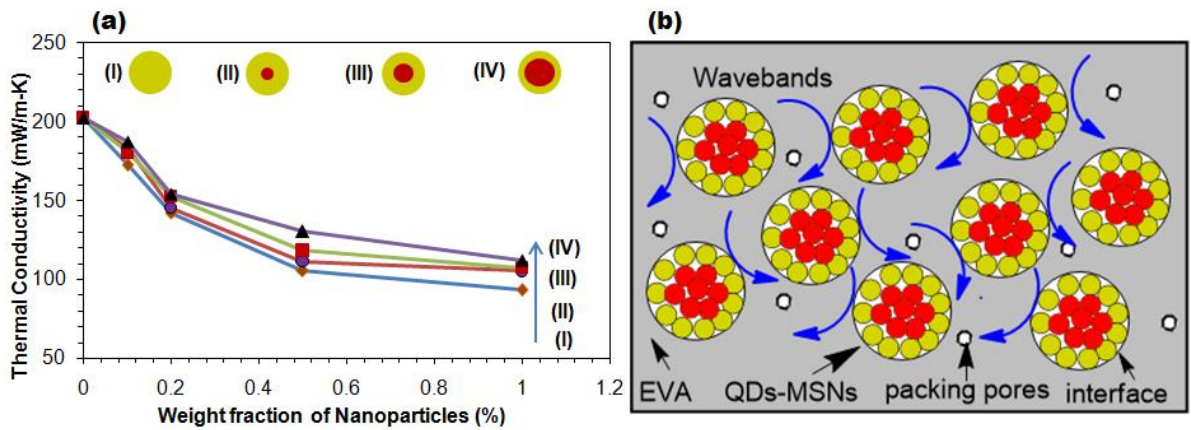 (a)
250
200
150
100
50
Thermal Conductivity (mW/m-K)
(I)
(II)
(III)
(IV)
(IV)
(III)
(II)
(I)
0
0.2
0.4
0.6
0.8
1
1.2
Weight fraction of Nanoparticles (%)
(b)
Wavebands
EVA
QDs-MSNs
packing pores
interface